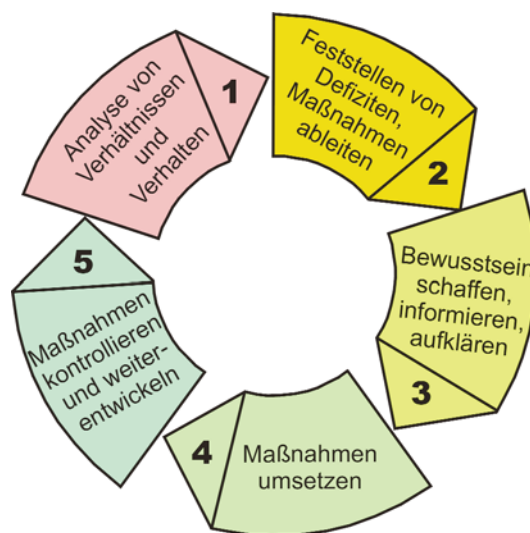 Analyse von
Verhältnissen
und
Verhalten
1
Feststellen von
Defiziten,
Maßnahmen
ableiten
2
Bewusstsein
schaffen,
informieren,
aufklären
3
Maßnahmen
umsetzen
4
Maßnahmen
kontrollieren
und weiter-
entwickeln
5